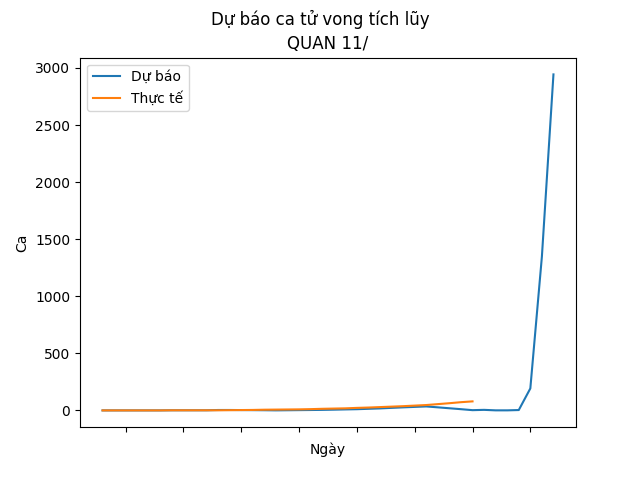 Dự báo ca tử vong tích lũy
QUAN 11/
Dự báo
Thực tế
3000
2500
2000
1500
1000
500
0
Ca
Ngày